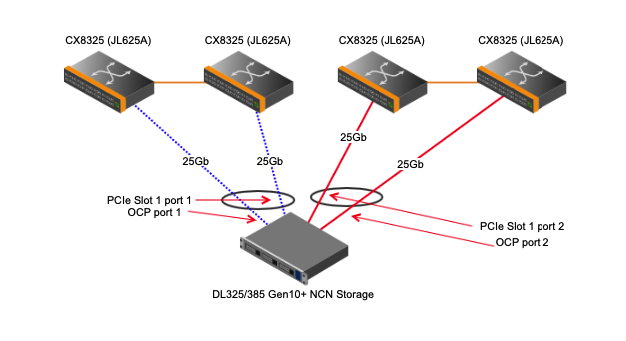 CX8325 (JL625A)
CX8325 (JL625A)
CX8325 (JL625A)
CX8325 (JL625A)
25Gb
25Gb
25Gb
25Gb
PCIe Slot 1 port 1
OCP port 1
PCIe Slot 1 port 2
OCP port 2
DL325/385 Gen10+ NCN Storage